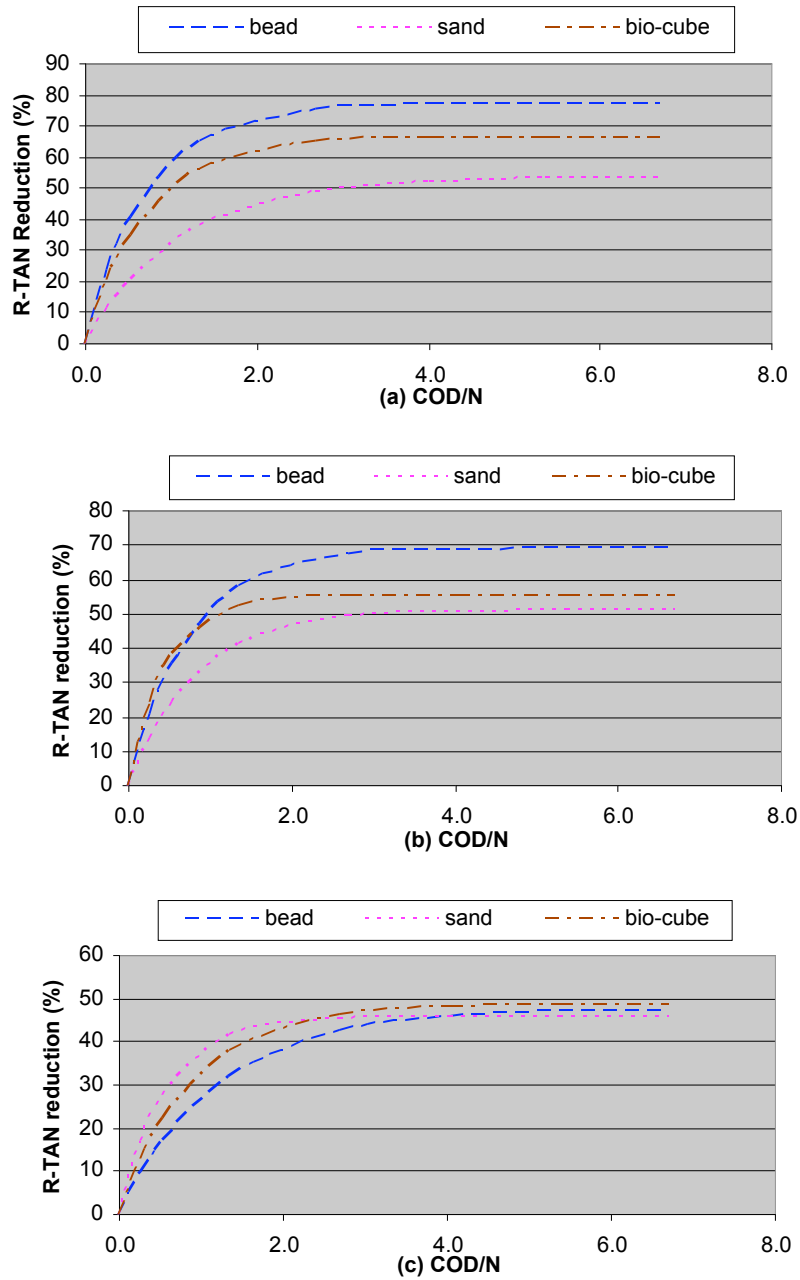 bead sand bio-cube
90
80
70
60
50
40
30
20
10
0
R-TAN Reduction (%)
0.0 2.0 4.0 6.0 8.0
(a) COD/N
bead sand bio-cube
80
70
60
50
40
30
20
10
0
R-TAN reduction (%)
0.0 2.0 4.0 6.0 8.0
(b) COD/N
bead sand bio-cube
60
50
40
30
20
10
0
R-TAN reduction (%)
0.0 2.0 4.0 6.0 8.0
(c) COD/N